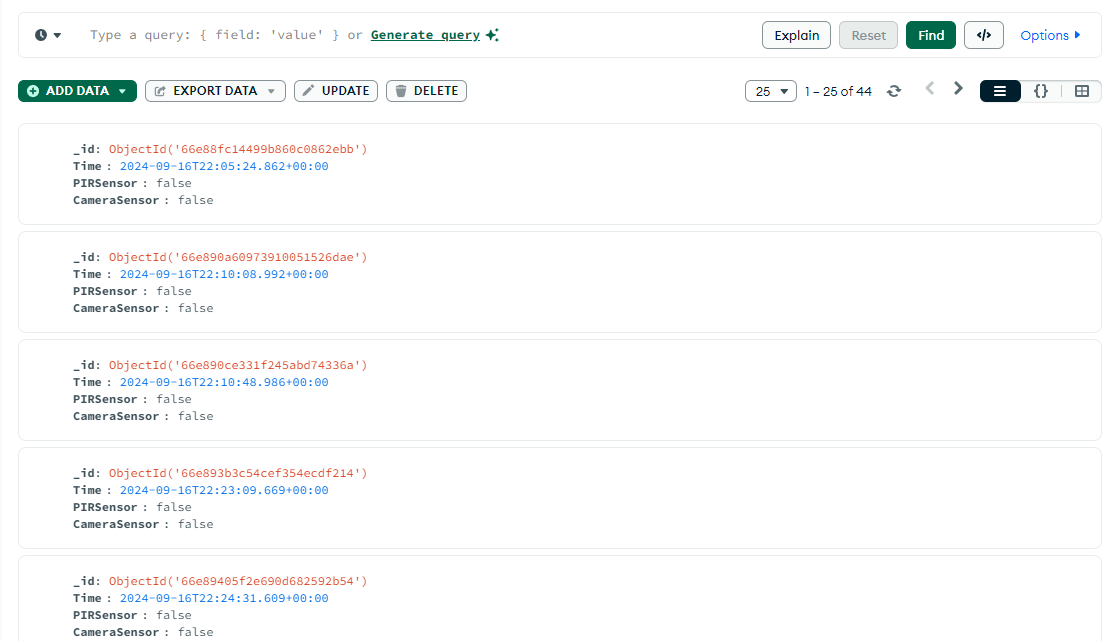 Type a query: { field: 'value' } or Generate query
Explain
Reset
Find
</>
Options
ADD DATA
EXPORT DATA
UPDATE
DELETE
25
1 – 25 of 44
{}
_id: ObjectId('66e88fc14499b860c0862ebb')
Time : 2024-09-16T22:05:24.862+00:00
PIRSensor : false
CameraSensor : false
_id: ObjectId('66e890a60973910051526dae')
Time : 2024-09-16T22:10:08.992+00:00
PIRSensor : false
CameraSensor : false
_id: ObjectId('66e890ce331f245abd74336a')
Time : 2024-09-16T22:10:48.986+00:00
PIRSensor : false
CameraSensor : false
_id: ObjectId('66e893b3c54cef354ecdf214')
Time : 2024-09-16T22:23:09.669+00:00
PIRSensor : false
CameraSensor : false
_id: ObjectId('66e89405f2e690d682592b54')
Time : 2024-09-16T22:24:31.609+00:00
PIRSensor : false
CameraSensor : false